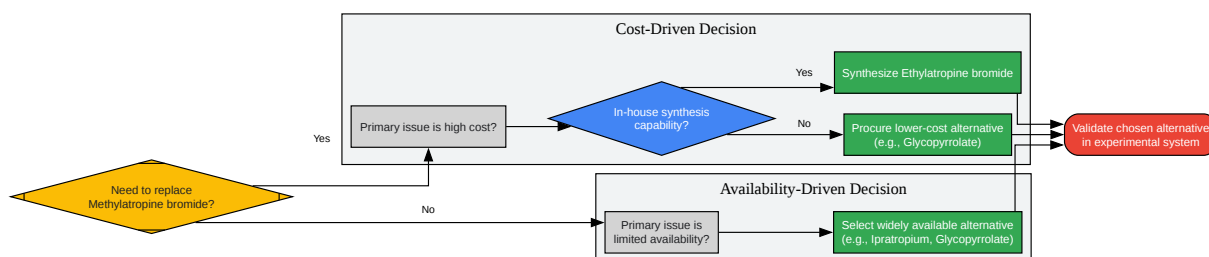 Cost-Driven Decision
Yes
Synthesize Ethylatropine bromide
Primary issue is high cost?
In-house synthesis
capability?
No
Procure lower-cost alternative
(e.g., Glycopyrrolate)
Validate chosen alternative
in experimental system
Yes
Need to replace
Methylatropine bromide?
No
Availability-Driven Decision
Primary issue is
limited availability?
Select widely available alternative
(e.g., Ipratropium, Glycopyrrolate)